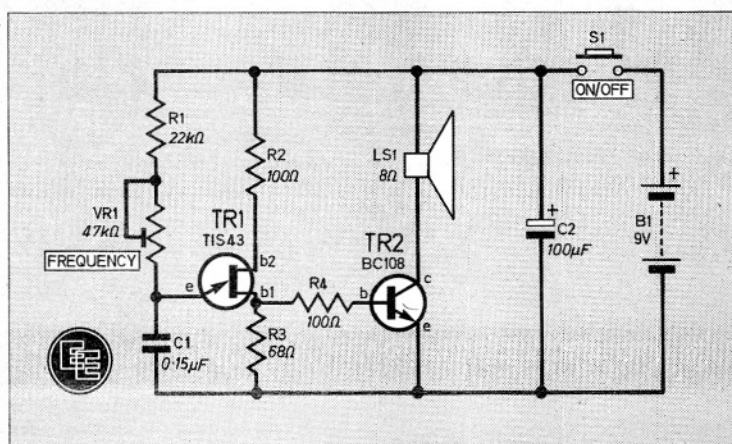 S1
ON/OFF
R1
22kΩ
R2
100Ω
LS1
8Ω
VR1
47kΩ
FREQUENCY
TR1
TIS43
b2
e
b1
R4
100Ω
TR2
BC108
b
c
e
+
C2
100µF
+
B1
9V
C1
0·15µF
R3
68Ω